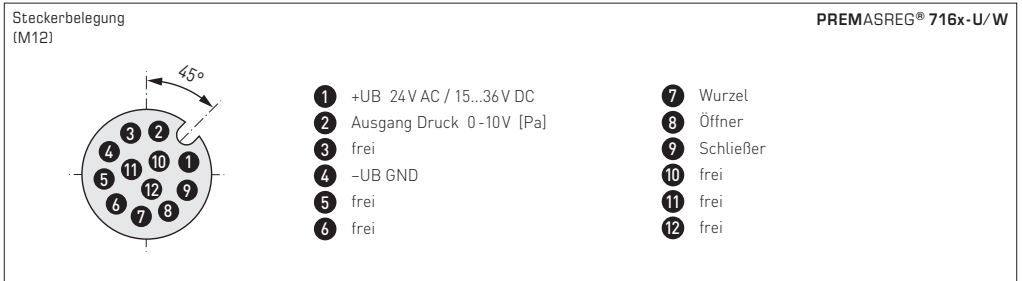 Steckerbelegung
(M12)
PREMASREG® 716x-U/W
45°
1 +UB 24 V AC / 15...36 V DC
2 Ausgang Druck 0-10 V [Pa]
3 frei
4 –UB GND
5 frei
6 frei
7 Wurzel
8 Öffner
9 Schließer
10 frei
11 frei
12 frei
3 2
4 11 10 1
5 12 9
6 7 8